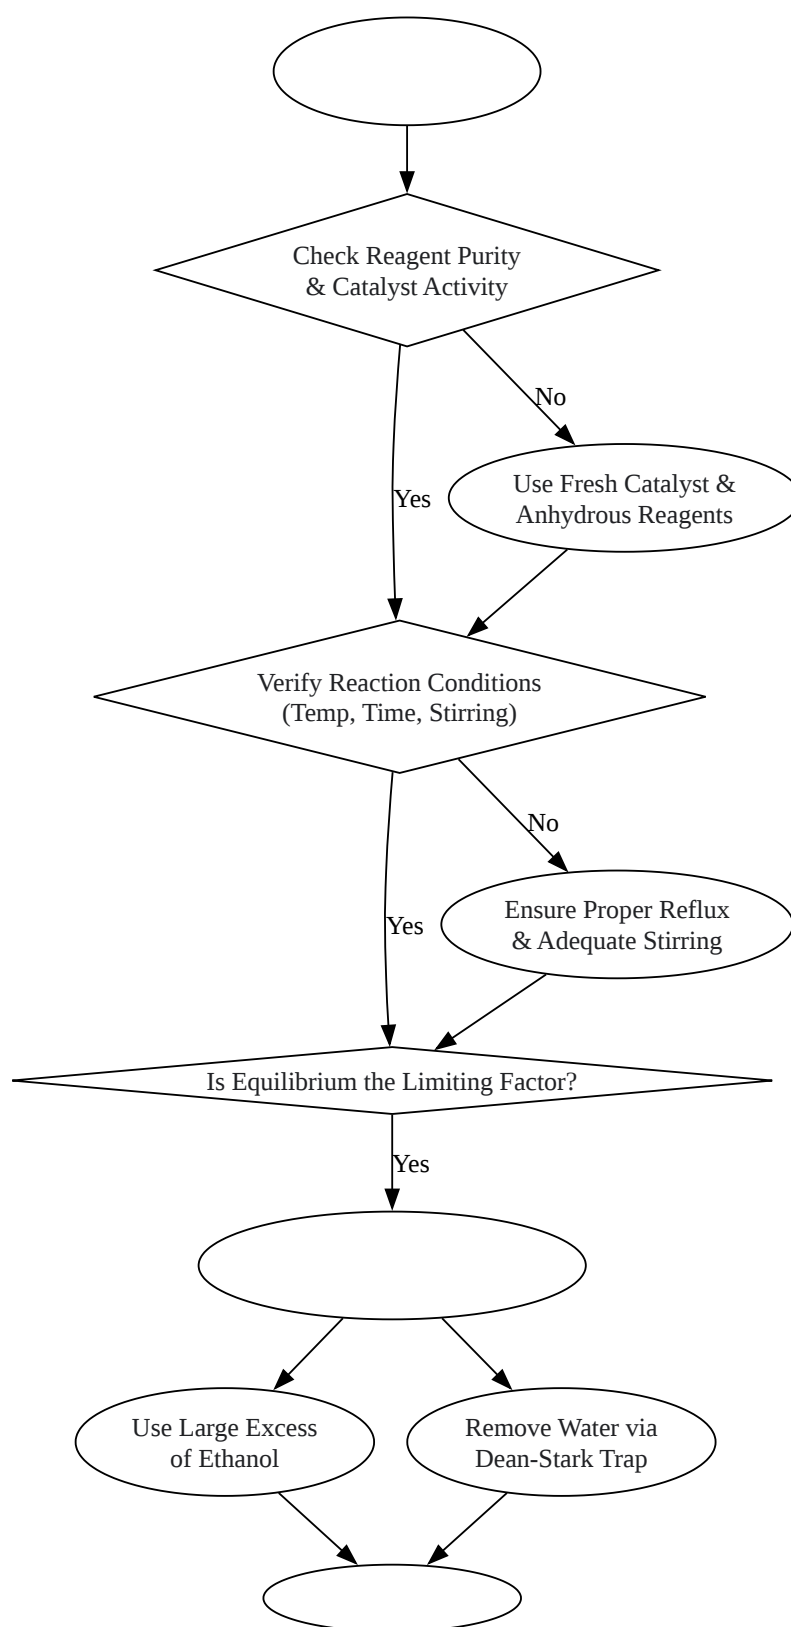 Check Reagent Purity
& Catalyst Activity
No
Use Fresh Catalyst &
Anhydrous Reagents
Yes
Verify Reaction Conditions
(Temp, Time, Stirring)
No
Ensure Proper Reflux
& Adequate Stirring
Yes
Is Equilibrium the Limiting Factor?
Yes
Use Large Excess
of Ethanol
Remove Water via
Dean-Stark Trap